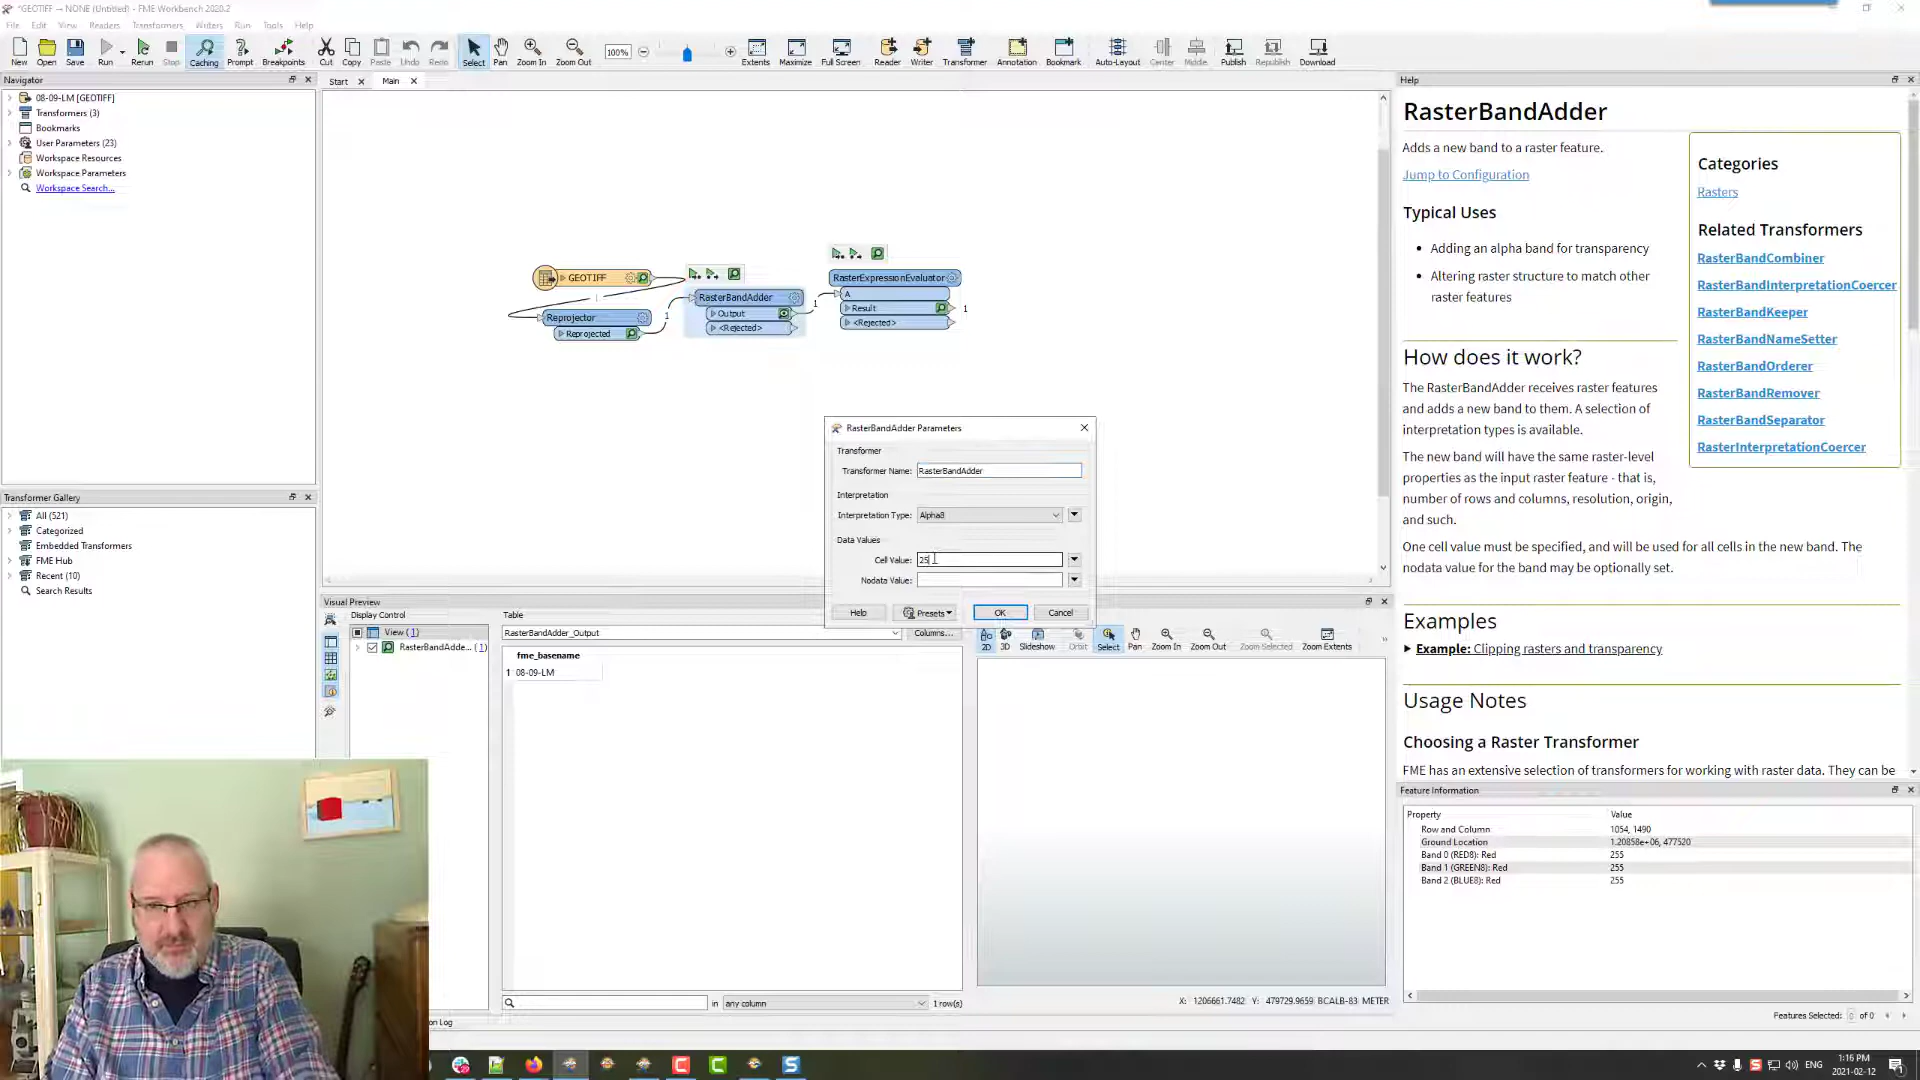 *GEOTIFF → NONE (Untitled) - FME Workbench 2020.2
File Edit View Readers Transformers Writers Run Tools Help
New Open Save Run Rerun Stop Caching Prompt Breakpoints Cut Copy Paste Undo Redo Select Pan Zoom In Zoom Out 100% Extents Maximize Full Screen Reader Writer Transformer Annotation Bookmark Auto-Layout Center Middle Publish Republish Download
Navigator
08-09-LM [GEOTIFF]
Transformers (3)
Bookmarks
User Parameters (23)
Workspace Resources
Workspace Parameters
Workspace Search...
Transformer Gallery
All (521)
Categorized
Embedded Transformers
FME Hub
Recent (10)
Search Results
Start Main
GEOTIFF
Reprojector
Reprojected
1
RasterBandAdder
Output
<Rejected>
1
RasterExpressionEvaluator
A
Result
<Rejected>
1
RasterBandAdder Parameters
Transformer
Transformer Name: RasterBandAdder
Interpretation
Interpretation Type: Alpha8
Data Values
Cell Value: 25
Nodata Value:
Help Presets OK Cancel
Visual Preview
Display Control
View (1)
RasterBandAdde... (1)
Table
RasterBandAdder_Output Columns...
fme_basename
1 08-09-LM
in any column 1 row(s)
2D 3D Slideshow Orbit Select Pan Zoom In Zoom Out Zoom Selected Zoom Extents
X: 1206661.7482 Y: 479729.9659 BCALB-83 METER
on Log
Help
RasterBandAdder
Adds a new band to a raster feature.
Jump to Configuration
Typical Uses
• Adding an alpha band for transparency
• Altering raster structure to match other
raster features
Categories
Rasters
Related Transformers
RasterBandCombiner
RasterBandInterpretationCoercer
RasterBandKeeper
RasterBandNameSetter
RasterBandOrderer
RasterBandRemover
RasterBandSeparator
RasterInterpretationCoercer
How does it work?
The RasterBandAdder receives raster features
and adds a new band to them. A selection of
interpretation types is available.
The new band will have the same raster-level
properties as the input raster feature - that is,
number of rows and columns, resolution, origin,
and such.
One cell value must be specified, and will be used for all cells in the new band. The
nodata value for the band may be optionally set.
Examples
Example: Clipping rasters and transparency
Usage Notes
Choosing a Raster Transformer
FME has an extensive selection of transformers for working with raster data. They can be
Feature Information
Property Value
Row and Column 1054, 1490
Ground Location 1.20858e+06, 477520
Band 0 (RED8): Red 255
Band 1 (GREEN8): Red 255
Band 2 (BLUE8): Red 255
Features Selected: 0 of 0
ENG
1:16 PM
2021-02-12